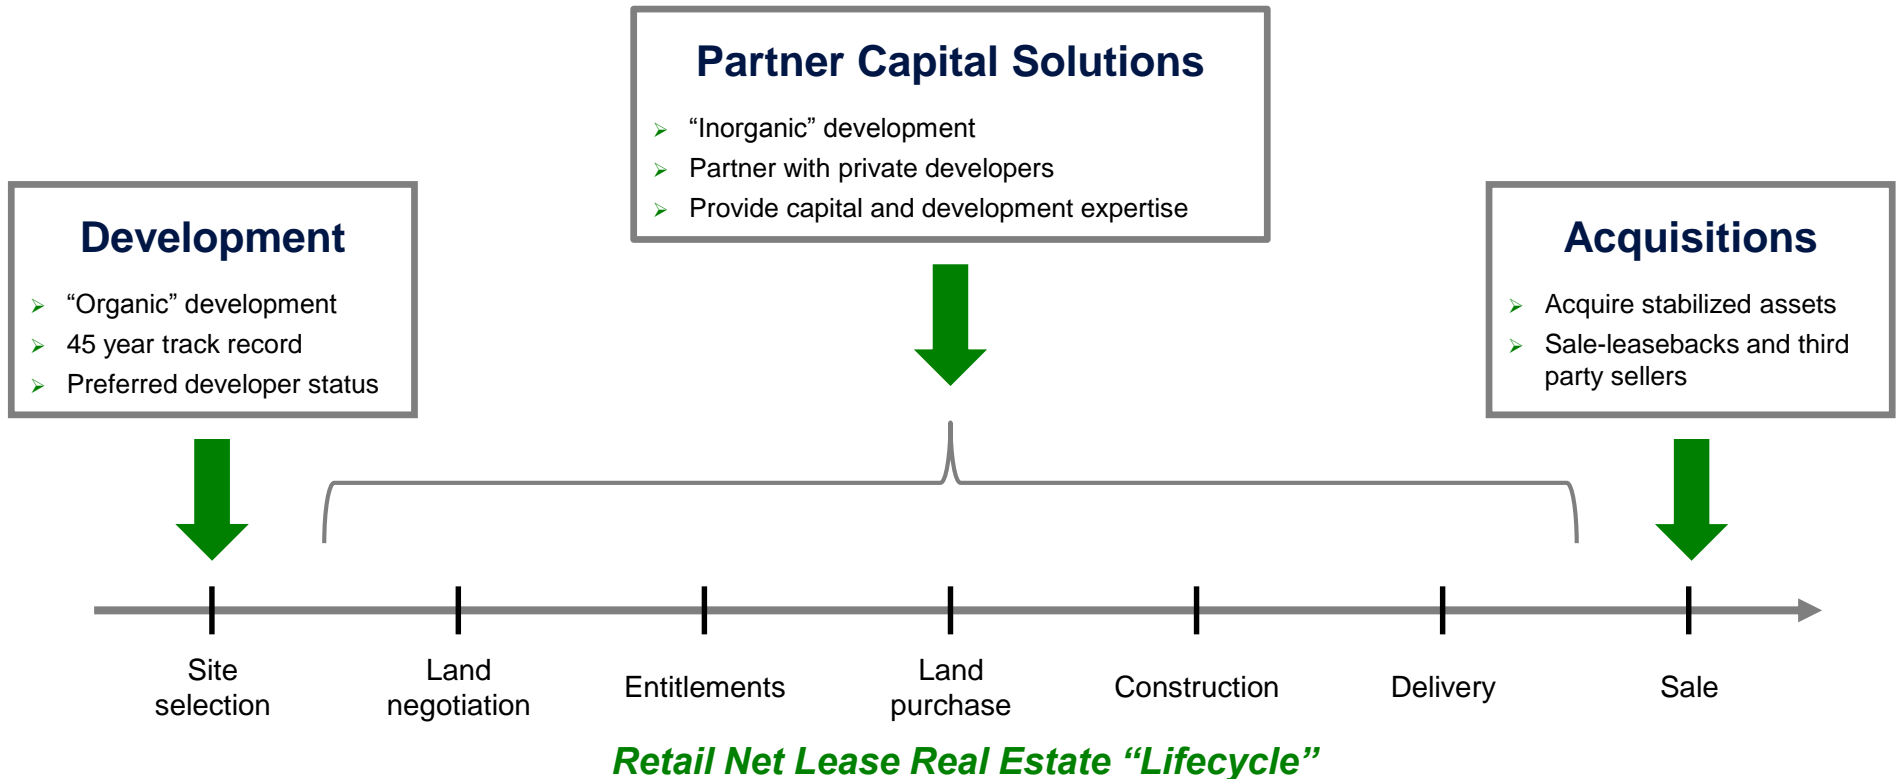 Partner Capital Solutions
“Inorganic” development
Partner with private developers
Provide capital and development expertise
Development
“Organic” development
45 year track record
Preferred developer status
Acquisitions
Acquire stabilized assets
Sale-leasebacks and third
party sellers
Site
selection
Land
negotiation
Entitlements
Land
purchase
Construction
Delivery
Sale
Retail Net Lease Real Estate “Lifecycle”